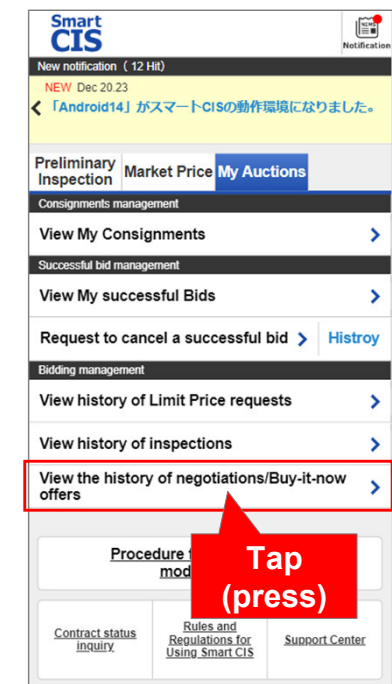 Smart
CIS
NEWS
Notification
New notification ( 12 Hit)
NEW Dec 20.23
「Android14」がスマートCISの動作環境になりました。
Preliminary
Inspection
Market Price
My Auctions
Consignments management
View My Consignments
Successful bid management
View My successful Bids
Request to cancel a successful bid
Histroy
Bidding management
View history of Limit Price requests
View history of inspections
View the history of negotiations/Buy-it-now
offers
Procedure
mod
Tap
(press)
Contract status
inquiry
Rules and
Regulations for
Using Smart CIS
Support Center